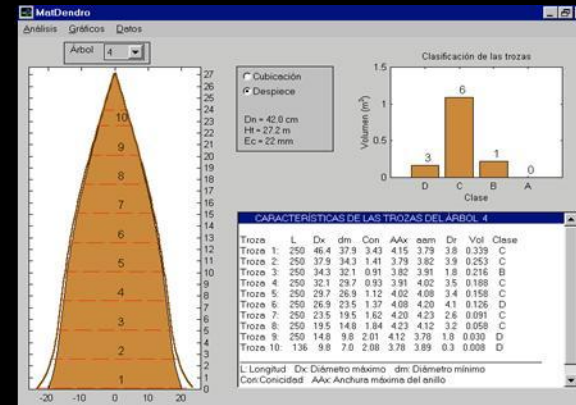 MatDendro
Análisis Gráficos Datos
Árbol 4
27
26
25
24
23
22
21
20
19
18
17
16
15
14
13
12
11
10
9
8
7
6
5
4
3
2
1
0
10
9
8
7
6
5
4
3
2
1
-20 -10 0 10 20
Cubicación
Despiece
Dn = 42.0 cm
Ht = 27.2 m
Ec = 22 mm
Clasificación de las trozas
Volumen (m³)
1.5
1
0.5
0
3 6 1 0
D C B A
Clase
CARACTERÍSTICAS DE LAS TROZAS DEL ÁRBOL 4
Troza L Dx dm Con AAx aam Dr Vol Clase
Troza 1: 250 46.4 37.9 3.43 4.15 3.79 3.8 0.339 C
Troza 2: 250 37.9 34.3 1.41 3.79 3.82 3.9 0.253 C
Troza 3: 250 34.3 32.1 0.91 3.82 3.91 1.8 0.216 B
Troza 4: 250 32.1 29.7 0.93 3.91 4.02 3.5 0.188 C
Troza 5: 250 29.7 26.9 1.12 4.02 4.08 3.4 0.158 C
Troza 6: 250 26.9 23.5 1.37 4.08 4.20 4.1 0.126 D
Troza 7: 250 23.5 19.5 1.62 4.20 4.23 2.6 0.091 C
Troza 8: 250 19.5 14.8 1.84 4.23 4.12 3.2 0.058 C
Troza 9: 250 14.8 9.8 2.01 4.12 3.78 1.8 0.030 D
Troza 10: 136 9.8 7.0 2.08 3.78 3.89 0.3 0.008 D
L: Longitud Dx: Diámetro máximo dm: Diámetro mínimo
Con:Conicidad AAx: Anchura máxima del anillo